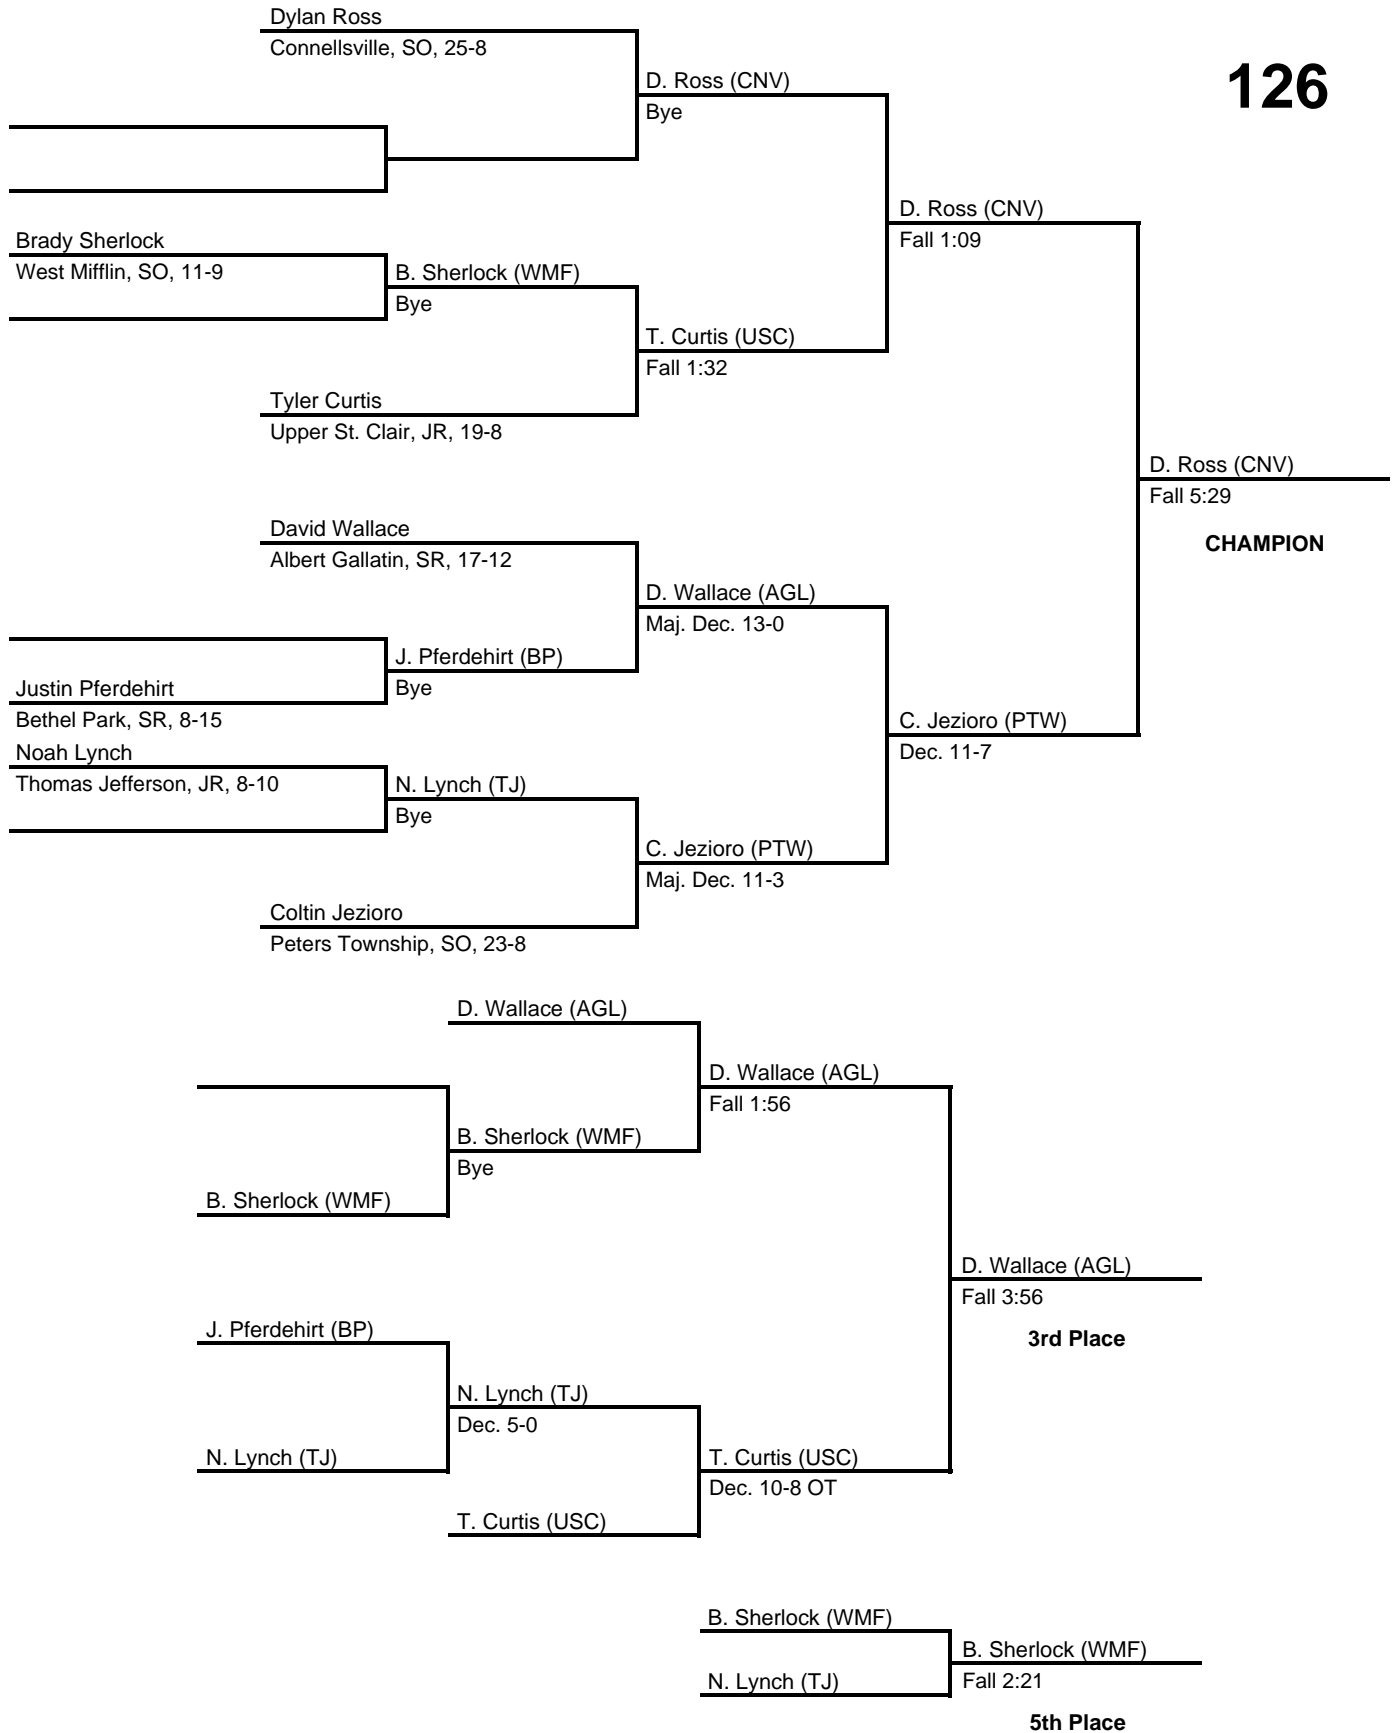 Dylan Ross
Connellsville, SO, 25-8
126
D. Ross (CNV)
Bye
D. Ross (CNV)
Fall 1:09
Brady Sherlock
West Mifflin, SO, 11-9
B. Sherlock (WMF)
Bye
T. Curtis (USC)
Fall 1:32
Tyler Curtis
Upper St. Clair, JR, 19-8
D. Ross (CNV)
Fall 5:29
CHAMPION
David Wallace
Albert Gallatin, SR, 17-12
D. Wallace (AGL)
Maj. Dec. 13-0
J. Pferdehirt (BP)
Bye
Justin Pferdehirt
Bethel Park, SR, 8-15
C. Jezioro (PTW)
Dec. 11-7
Noah Lynch
Thomas Jefferson, JR, 8-10
N. Lynch (TJ)
Bye
C. Jezioro (PTW)
Maj. Dec. 11-3
Coltin Jezioro
Peters Township, SO, 23-8
D. Wallace (AGL)
D. Wallace (AGL)
Fall 1:56
B. Sherlock (WMF)
Bye
B. Sherlock (WMF)
D. Wallace (AGL)
Fall 3:56
3rd Place
J. Pferdehirt (BP)
N. Lynch (TJ)
Dec. 5-0
N. Lynch (TJ)
T. Curtis (USC)
Dec. 10-8 OT
T. Curtis (USC)
B. Sherlock (WMF)
B. Sherlock (WMF)
Fall 2:21
N. Lynch (TJ)
5th Place